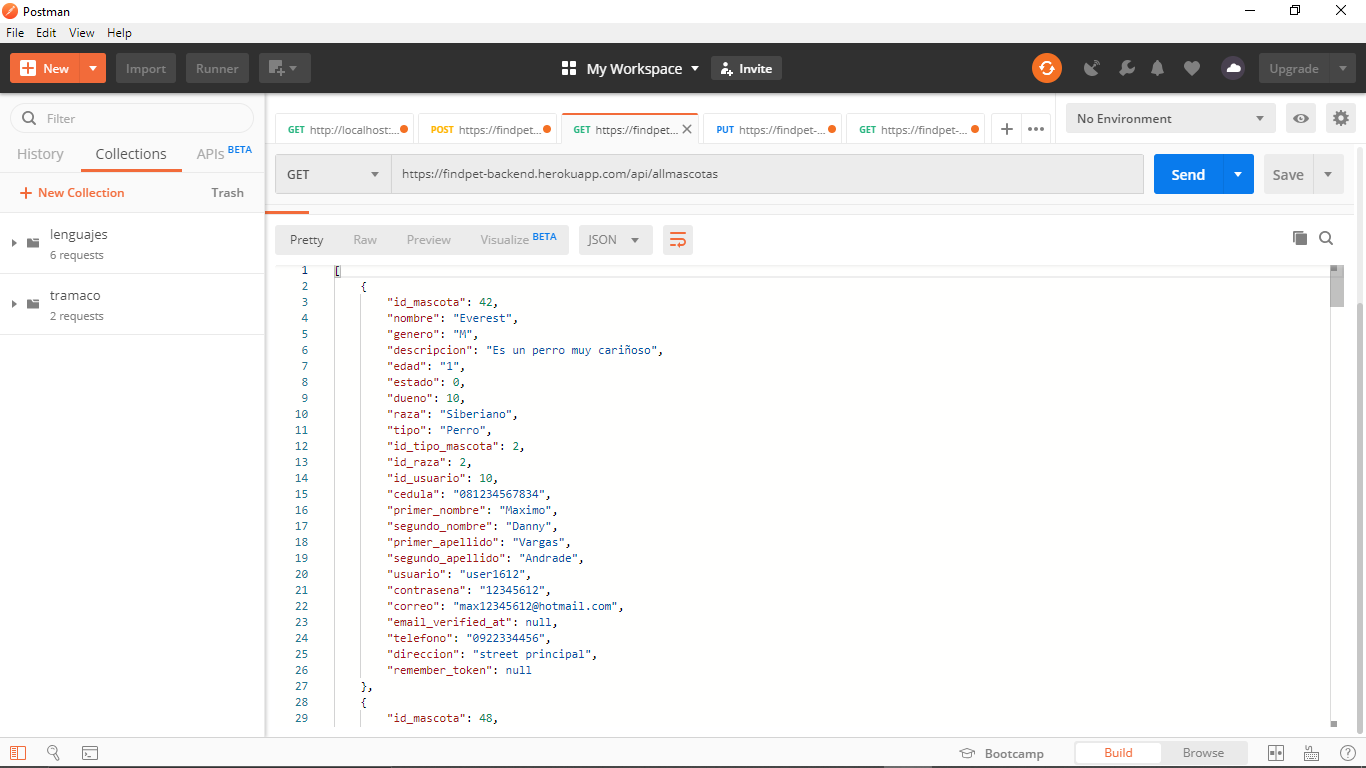 Postman
File Edit View Help
New Import Runner My Workspace Invite Upgrade
Filter
History Collections APIs BETA
New Collection Trash
lenguajes
6 requests
tramaco
2 requests
GET http://localhost:... POST https://findpet... GET https://findpet... PUT https://findpet-... GET https://findpet-... No Environment
GET https://findpet-backend.herokuapp.com/api/allmascotas Send Save
Pretty Raw Preview Visualize BETA JSON
1 [
2 {
3 "id_mascota": 42,
4 "nombre": "Everest",
5 "genero": "M",
6 "descripcion": "Es un perro muy cariñoso",
7 "edad": "1",
8 "estado": 0,
9 "dueno": 10,
10 "raza": "Siberiano",
11 "tipo": "Perro",
12 "id_tipo_mascota": 2,
13 "id_raza": 2,
14 "id_usuario": 10,
15 "cedula": "081234567834",
16 "primer_nombre": "Maximo",
17 "segundo_nombre": "Danny",
18 "primer_apellido": "Vargas",
19 "segundo_apellido": "Andrade",
20 "usuario": "user1612",
21 "contrasena": "12345612",
22 "correo": "max12345612@hotmail.com",
23 "email_verified_at": null,
24 "telefono": "0922334456",
25 "direccion": "street principal",
26 "remember_token": null
27 },
28 {
29 "id_mascota": 48,
Bootcamp Build Browse